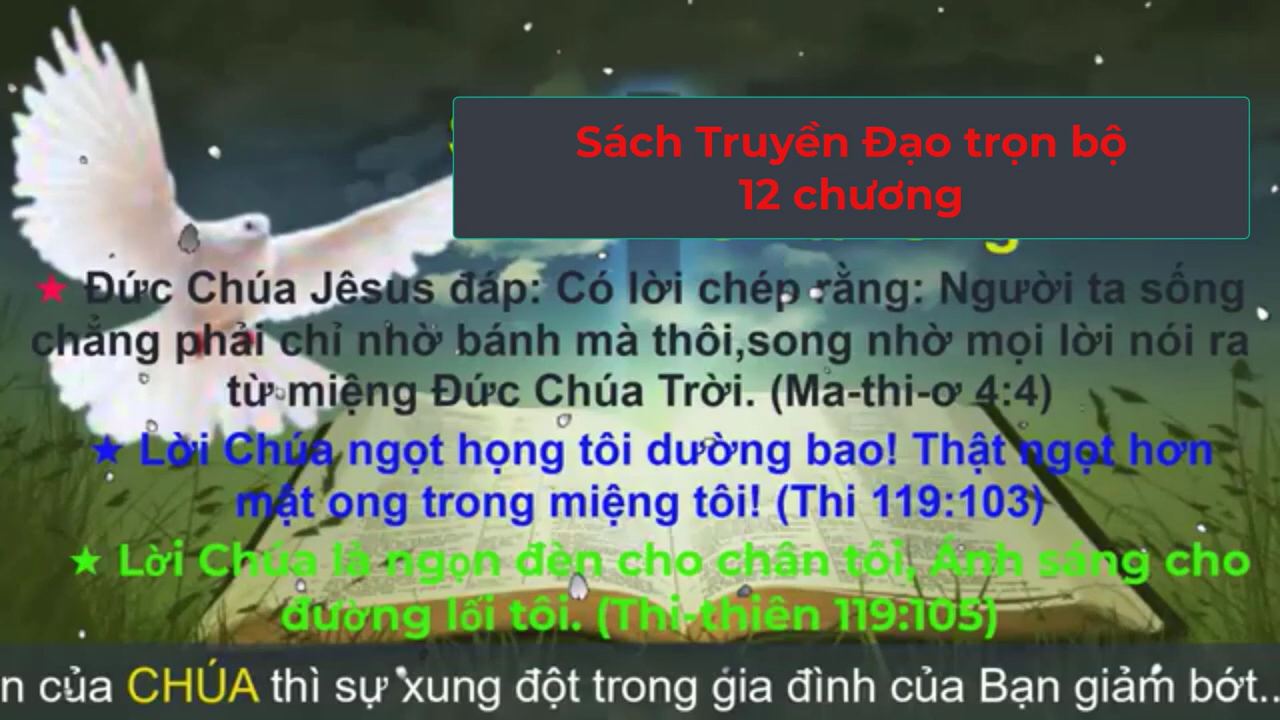 Sách Truyền Đạo trọn bộ
12 chương
★ Đức Chúa Jêsus đáp: Có lời chép rằng: Người ta sống
chẳng phải chỉ nhờ bánh mà thôi,song nhờ mọi lời nói ra
từ miệng Đức Chúa Trời. (Ma-thi-ơ 4:4)
★ Lời Chúa ngọt họng tôi dường bao! Thật ngọt hơn
mật ong trong miệng tôi! (Thi 119:103)
★ Lời Chúa là ngọn đèn cho chân tôi, Ánh sáng cho
đường lối tôi. (Thi-thiên 119:105)
của CHÚA thì sự xung đột trong gia đình của Bạn giảm bớt..